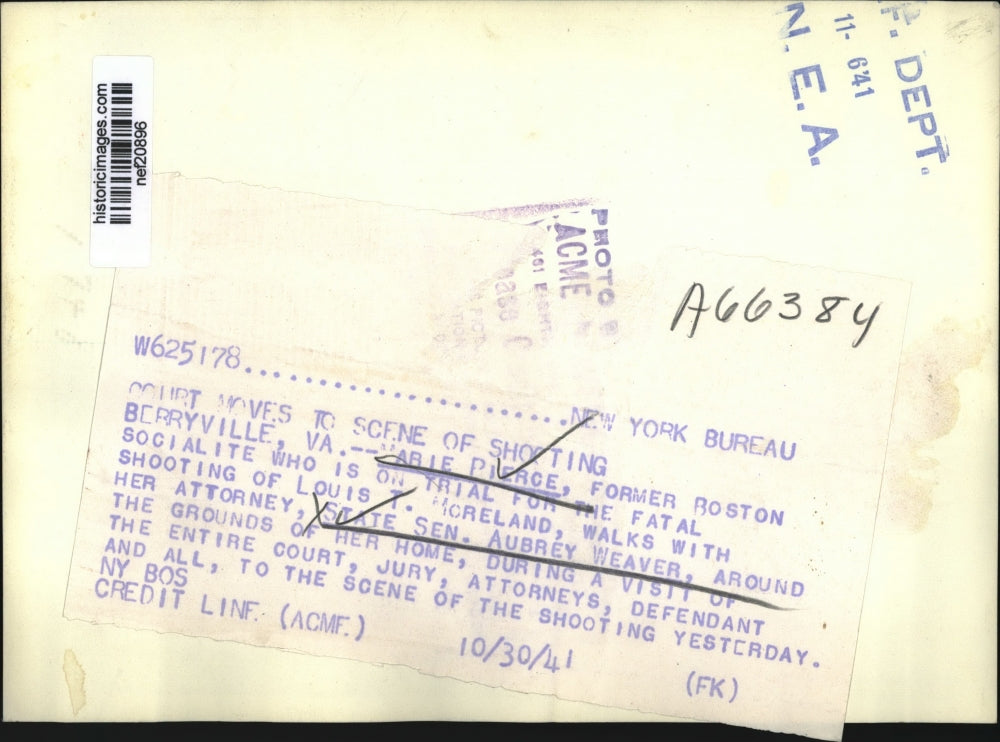 historicimages.com
nef20896
F. DEPT.
11- 6'41
N. E. A.
PHOTO
ACME
461 EIGHT
A66384
W625178..............................NEW YORK BUREAU
COURT MOVES TO SCENE OF SHOOTING
BERRYVILLE, VA.--MARIE PIERCE, FORMER BOSTON
SOCIALITE WHO IS ON TRIAL FOR THE FATAL
SHOOTING OF LOUIS T. MORELAND, WALKS WITH
HER ATTORNEY, STATE SEN. AUBREY WEAVER, AROUND
THE GROUNDS OF HER HOME, DURING A VISIT OF
THE ENTIRE COURT, JURY, ATTORNEYS, DEFENDANT
AND ALL, TO THE SCENE OF THE SHOOTING YESTERDAY.
NY BOS
CREDIT LINE (ACME)
10/30/41
(FK)